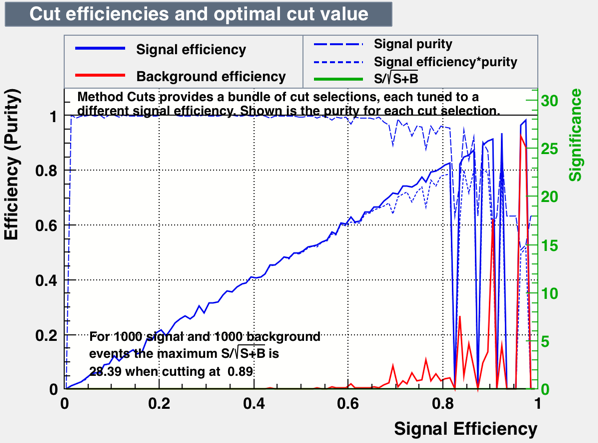 Cut efficiencies and optimal cut value
Signal efficiency
Background efficiency
Signal purity
Signal efficiency*purity
S/√S+B
Method Cuts provides a bundle of cut selections, each tuned to a
different signal efficiency. Shown is the purity for each cut selection.
Efficiency (Purity)
1
0.8
0.6
0.4
0.2
0
For 1000 signal and 1000 background
events the maximum S/√S+B is
28.39 when cutting at 0.89
30
25
20
15
10
5
0
Significance
0 0.2 0.4 0.6 0.8 1
Signal Efficiency